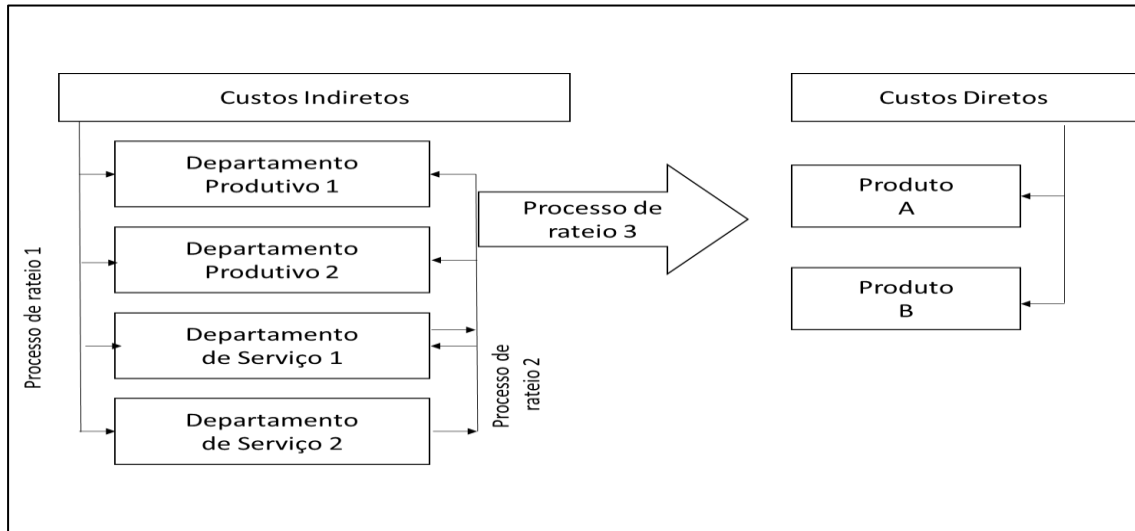 Custos Indiretos
Custos Diretos
Departamento
Produtivo 1
Departamento
Produtivo 2
Departamento
de Serviço 1
Departamento
de Serviço 2
Processo de rateio 1
Processo de
rateio 2
Processo de
rateio 3
Produto
A
Produto
B